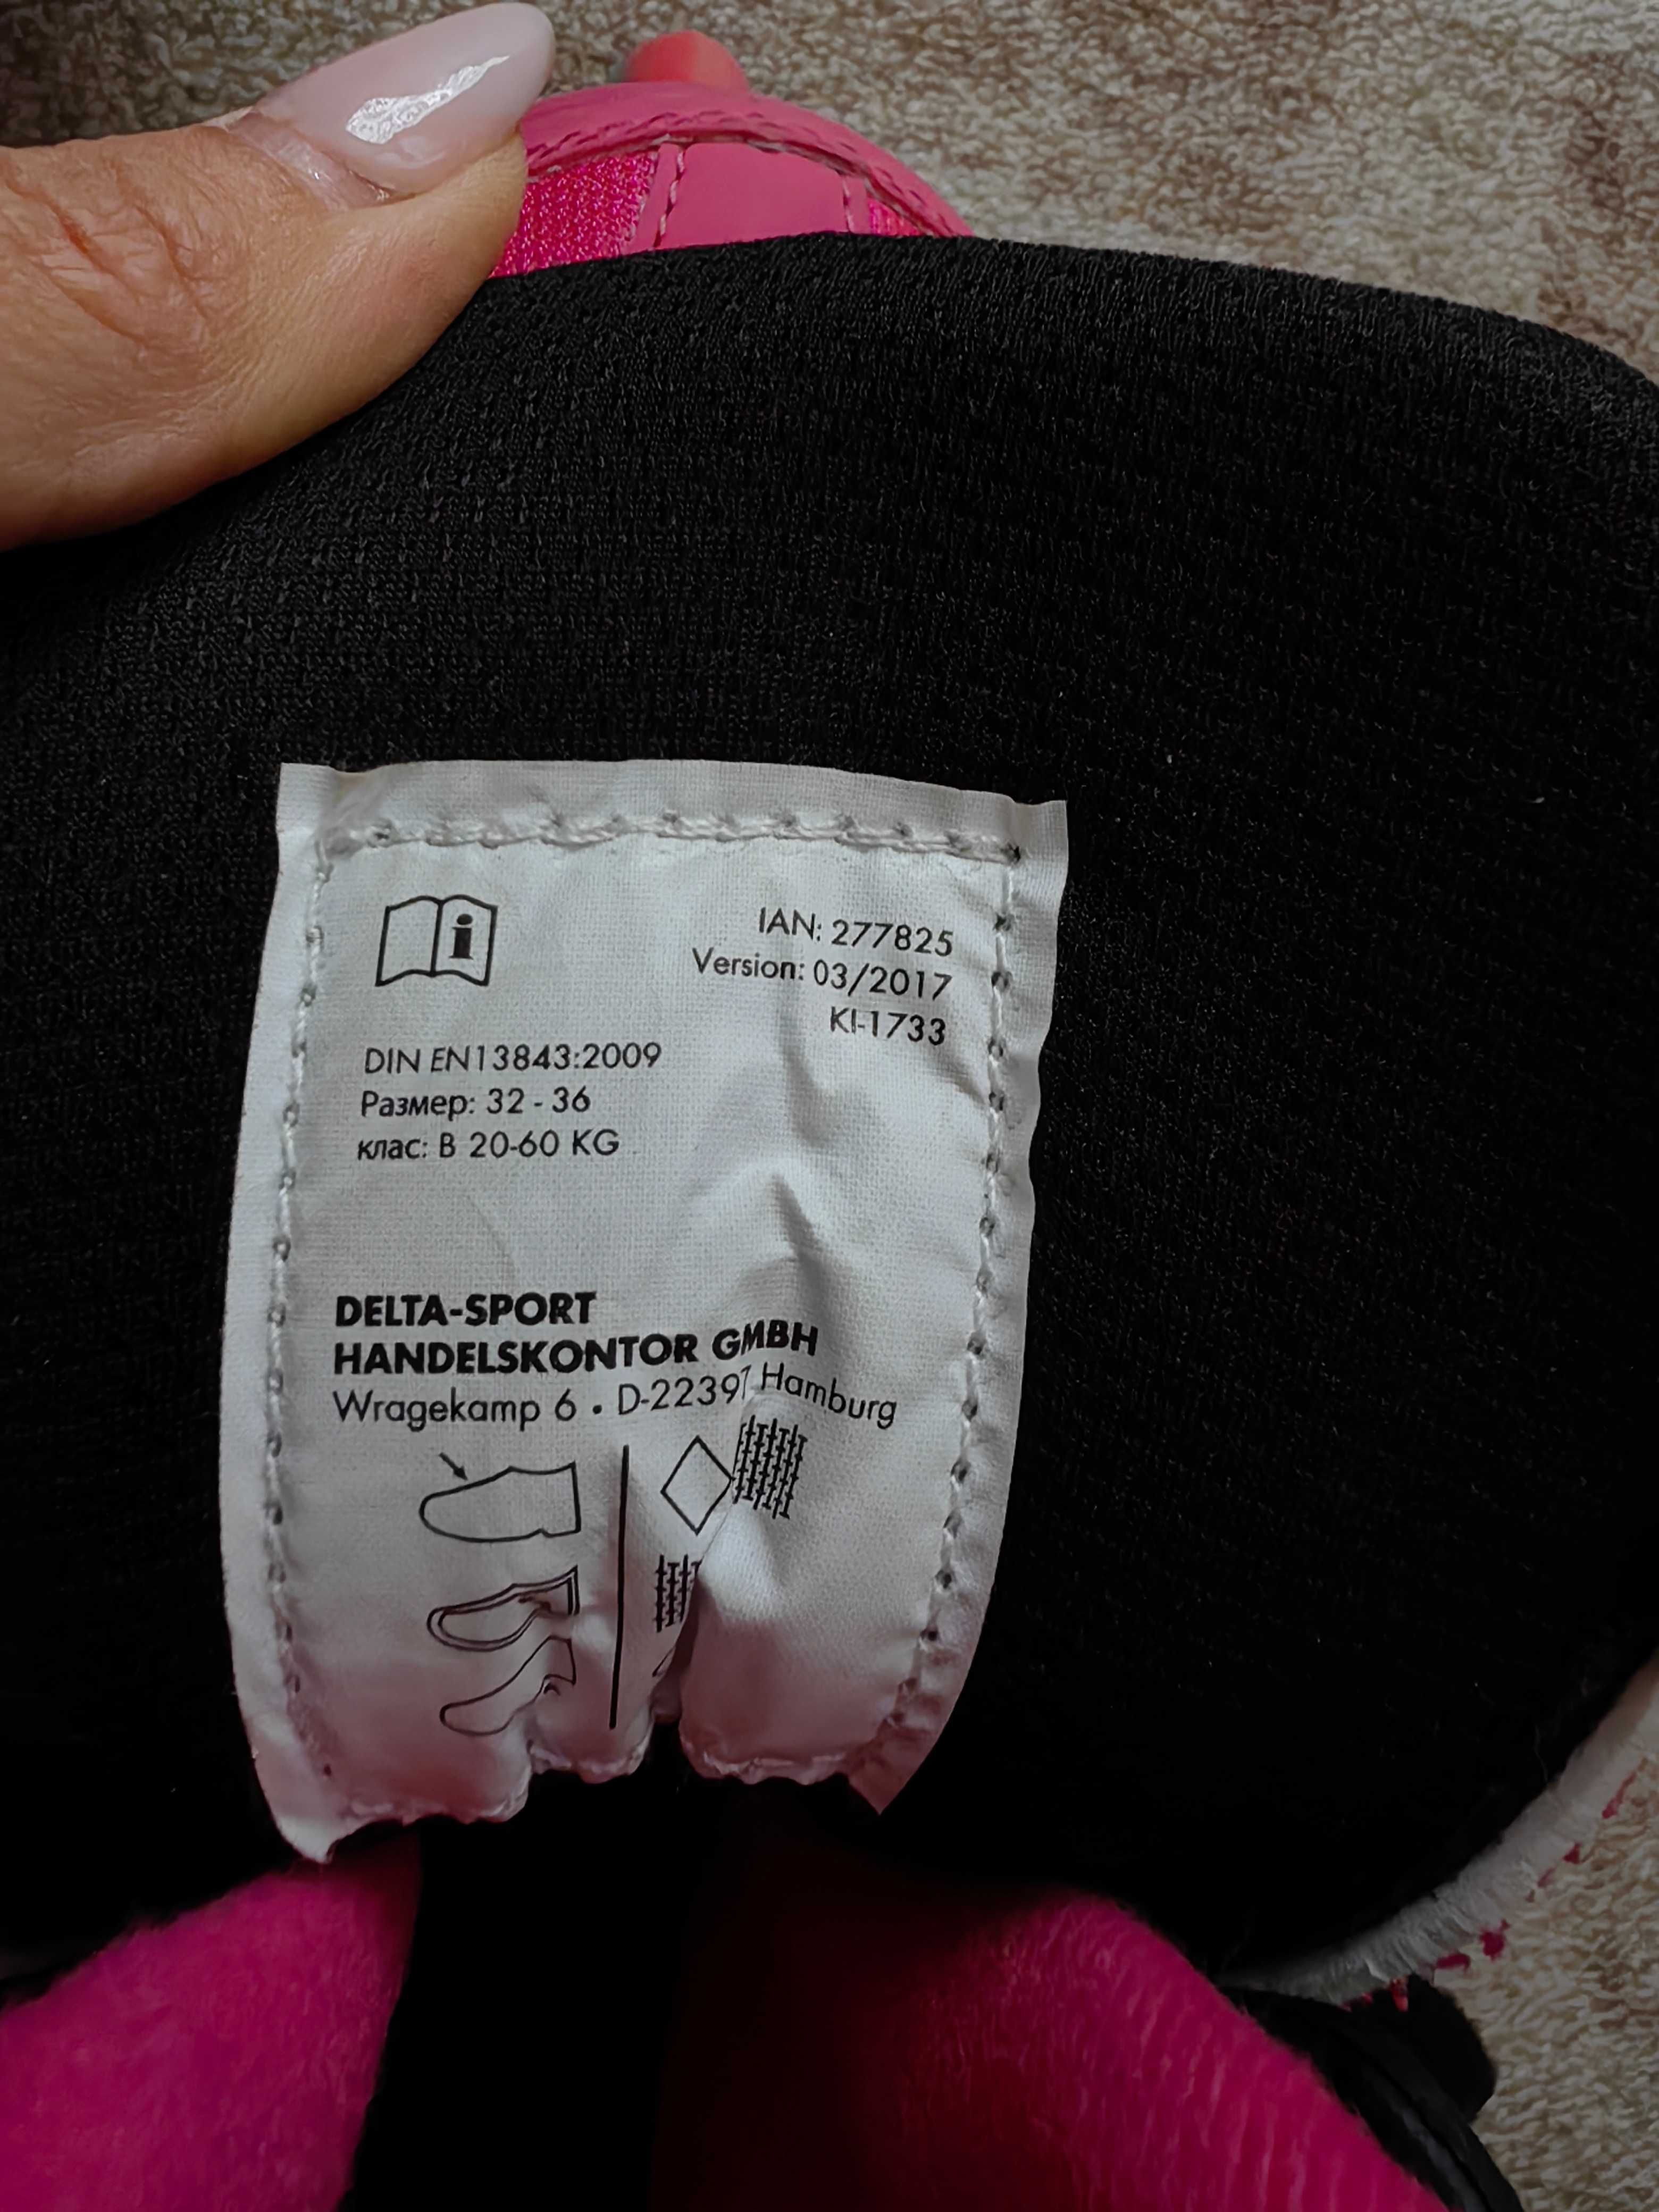 IAN: 277825
Version: 03/2017
KI-1733
DIN EN13843:2009
Размер: 32 - 36
клас: B 20-60 KG
DELTA-SPORT
HANDELSKONTOR GMBH
Wragekamp 6 • D-22397 Hamburg